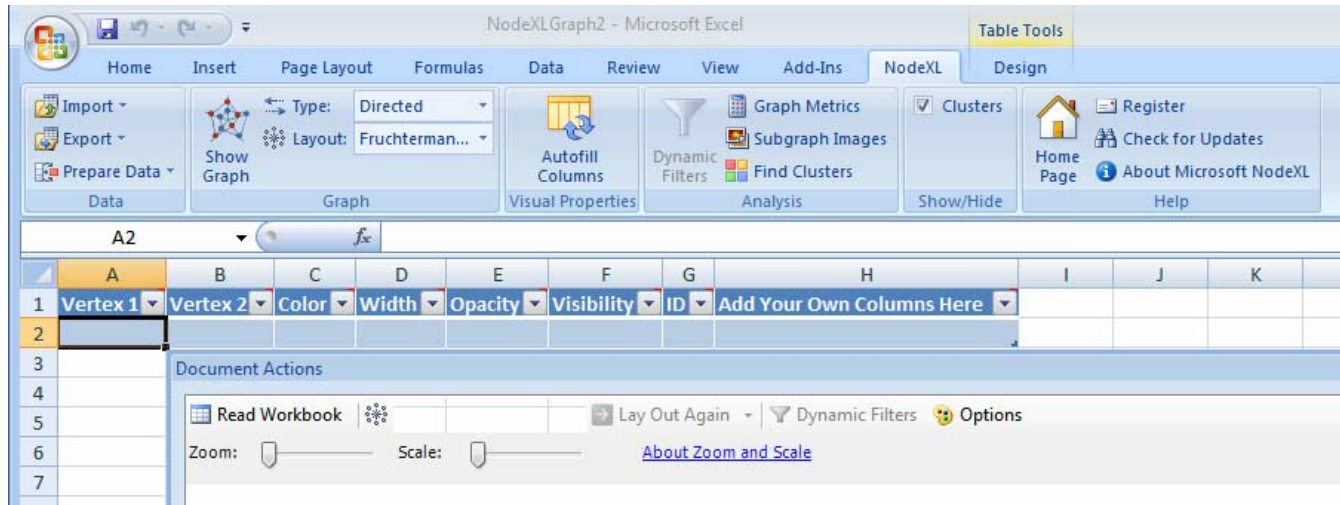 NodeXLGraph2 - Microsoft Excel
Table Tools
Home Insert Page Layout Formulas Data Review View Add-Ins NodeXL Design
Import
Export
Prepare Data
Data
Show Graph
Type: Directed
Layout: Fruchterman...
Graph
Autofill Columns
Visual Properties
Dynamic Filters
Graph Metrics
Subgraph Images
Find Clusters
Analysis
Clusters
Show/Hide
Home Page
Register
Check for Updates
About Microsoft NodeXL
Help
A2 fx
A B C D E F G H I J K
1 Vertex 1 Vertex 2 Color Width Opacity Visibility ID Add Your Own Columns Here
2
3 Document Actions
4
5 Read Workbook Lay Out Again Dynamic Filters Options
6 Zoom: Scale: About Zoom and Scale
7